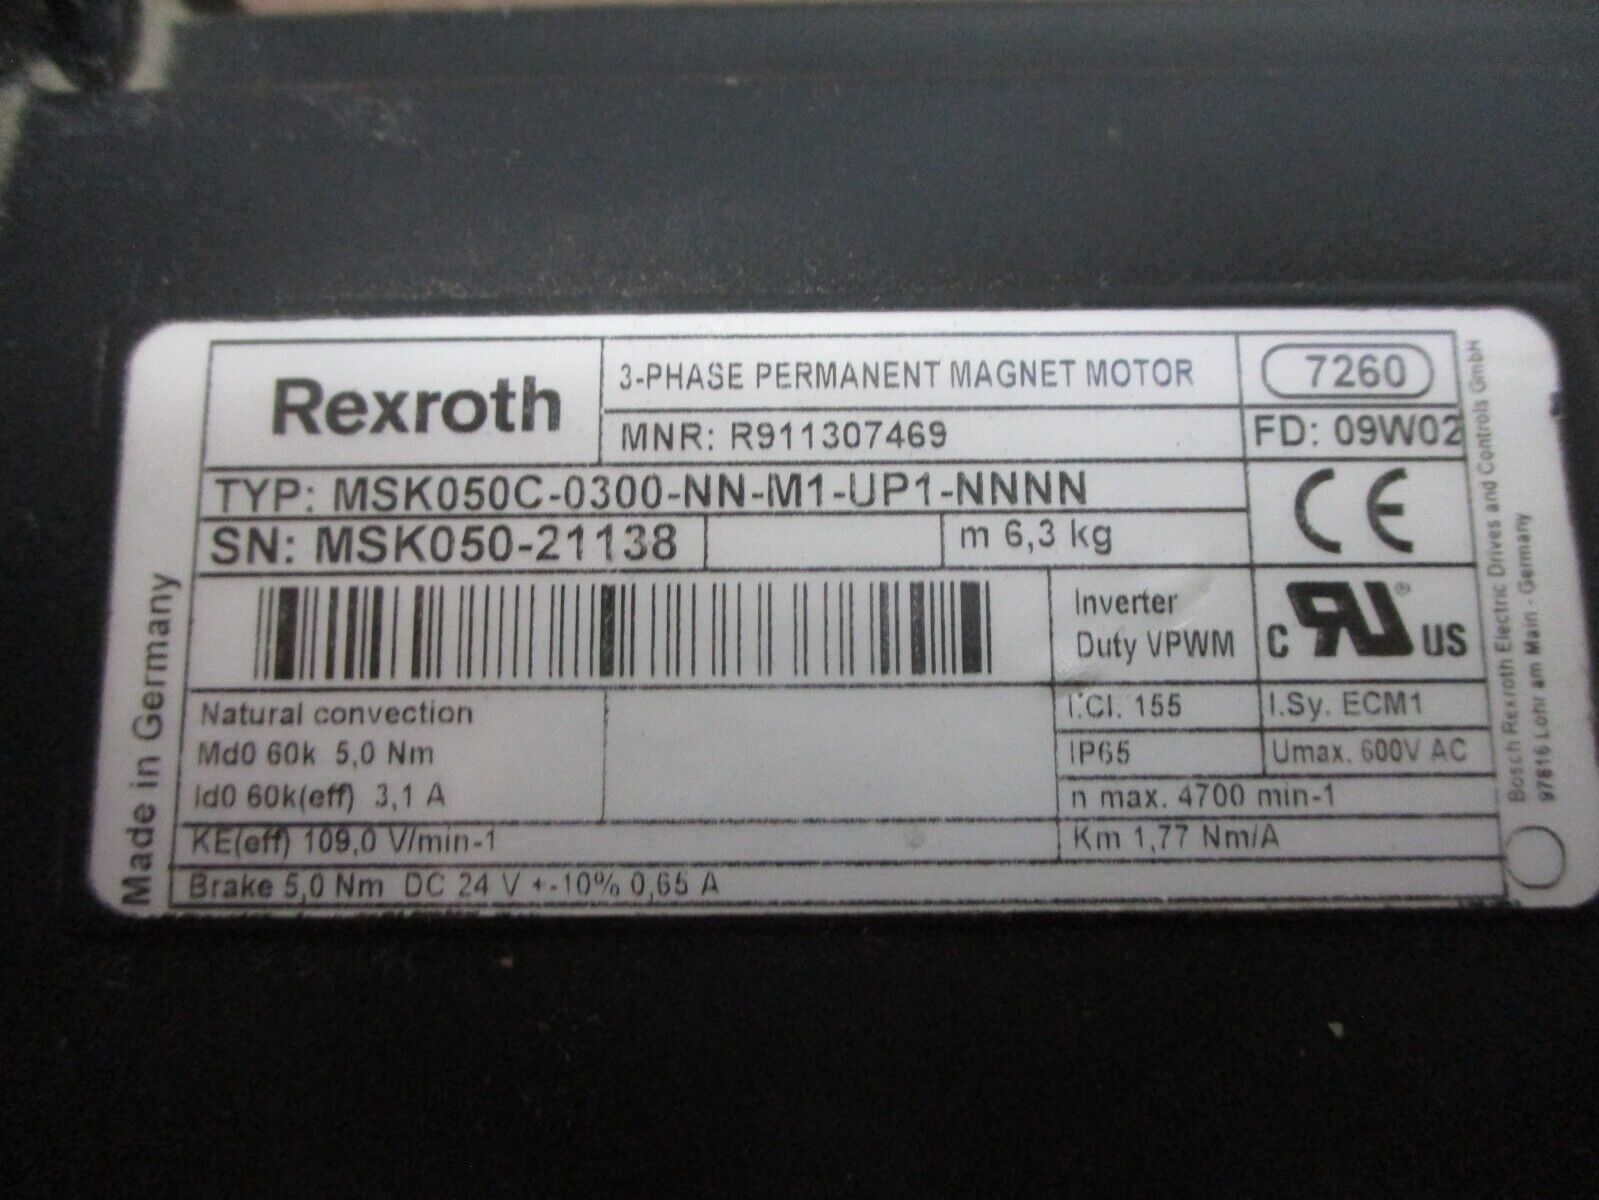 Rexroth
3-PHASE PERMANENT MAGNET MOTOR
7260
MNR: R911307469
FD: 09W02
TYP: MSK050C-0300-NN-M1-UP1-NNNN
SN: MSK050-21138
m 6,3 kg
CE
Inverter
Duty VPWM
C RU ® US
Natural convection
Md0 60k 5,0 Nm
Id0 60k(eff) 3,1 A
I.Cl. 155
I.Sy. ECM1
IP65
Umax. 600V AC
n max. 4700 min-1
KE(eff) 109,0 V/min-1
Km 1,77 Nm/A
Brake 5,0 Nm DC 24 V +-10% 0,65 A
Made in Germany
Bosch Rexroth Electric Drives and Controls GmbH
97816 Lohr am Main - Germany